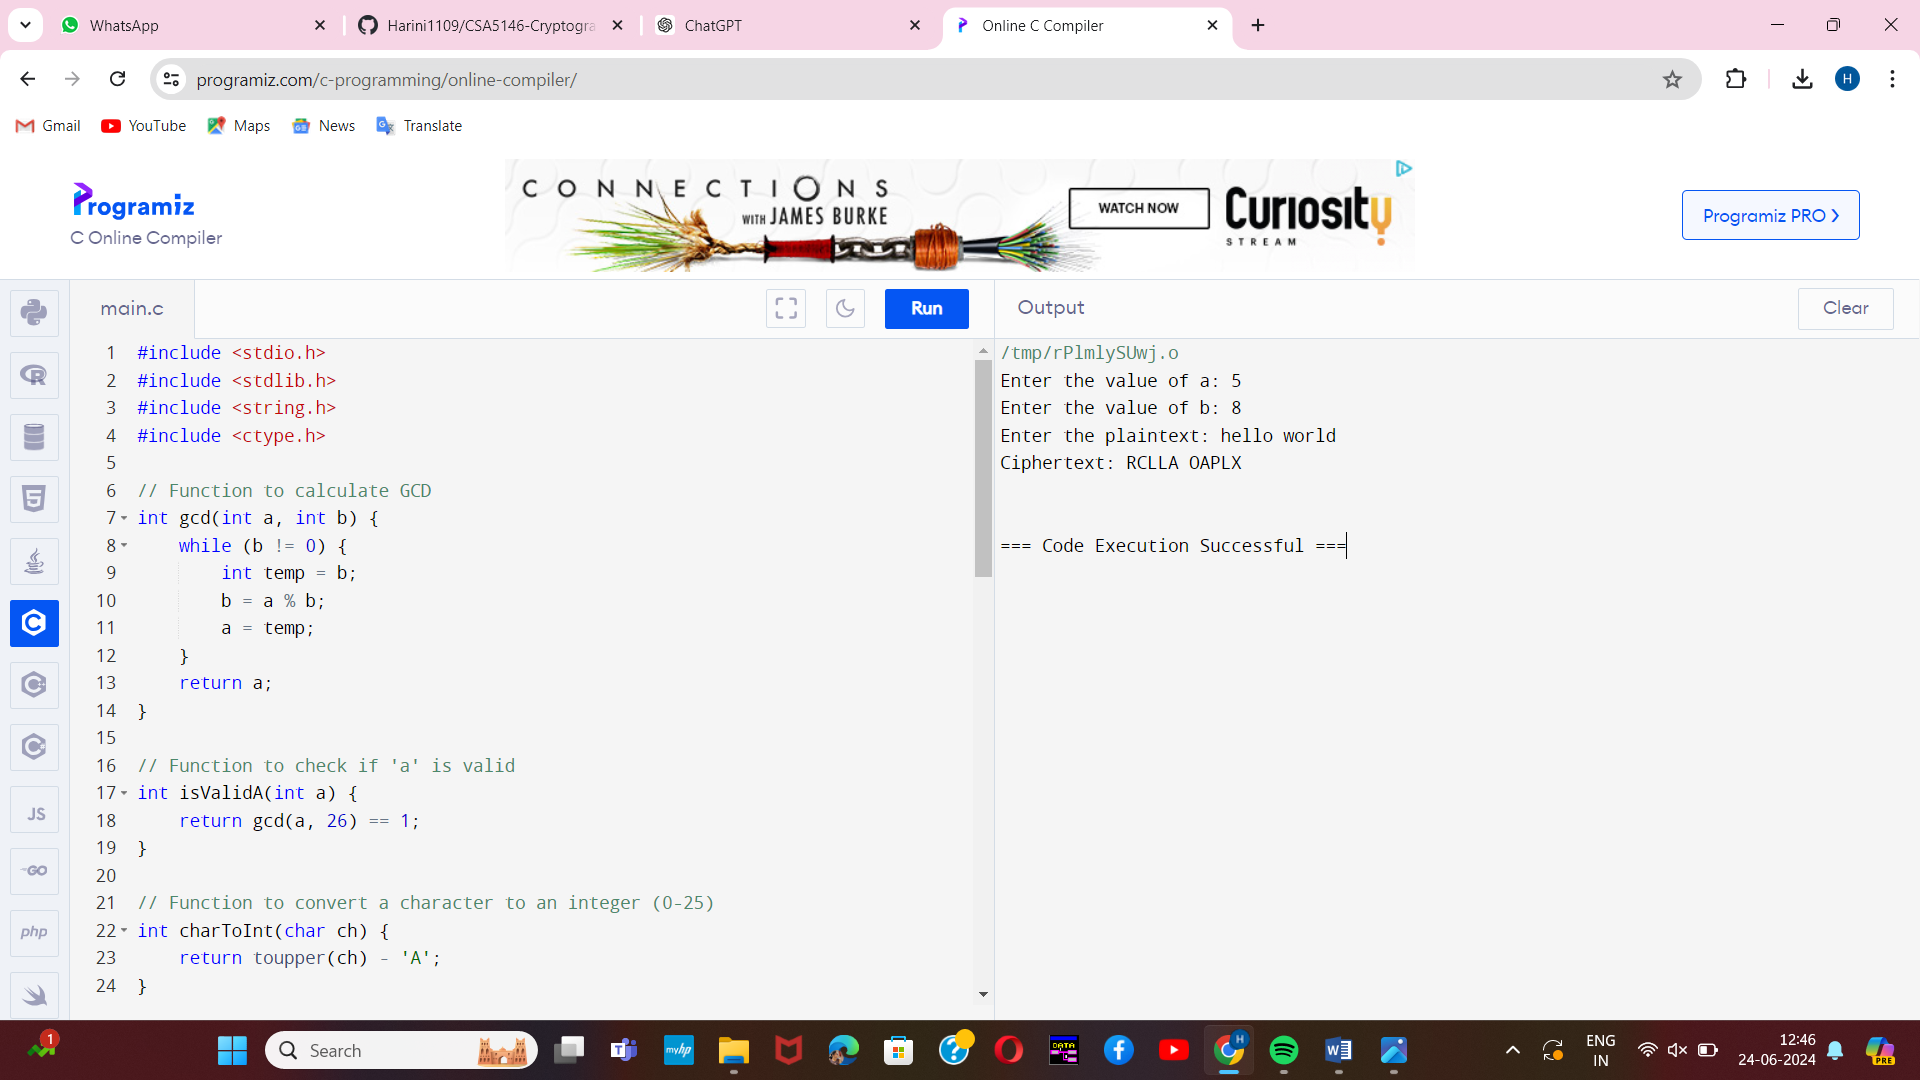 WhatsApp
Harini1109/CSA5146-Cryptogra
ChatGPT
Online C Compiler
programiz.com/c-programming/online-compiler/
H
Gmail
YouTube
Maps
News
Translate
Programiz
C Online Compiler
CONNECTIONS
WITH JAMES BURKE
WATCH NOW
CURIOSITY
STREAM
Programiz PRO
main.c
Run
Output
Clear
1 #include <stdio.h>
2 #include <stdlib.h>
3 #include <string.h>
4 #include <ctype.h>
5
6 // Function to calculate GCD
7 int gcd(int a, int b) {
8     while (b != 0) {
9         int temp = b;
10         b = a % b;
11         a = temp;
12     }
13     return a;
14 }
15
16 // Function to check if 'a' is valid
17 int isValidA(int a) {
18     return gcd(a, 26) == 1;
19 }
20
21 // Function to convert a character to an integer (0-25)
22 int charToInt(char ch) {
23     return toupper(ch) - 'A';
24 }
/tmp/rPlmlySUwj.o
Enter the value of a: 5
Enter the value of b: 8
Enter the plaintext: hello world
Ciphertext: RCLLA OAPLX
=== Code Execution Successful ===
JS
GO
php
1
Search
myhp
DATA
H
ENG
IN
12:46
24-06-2024
PRE